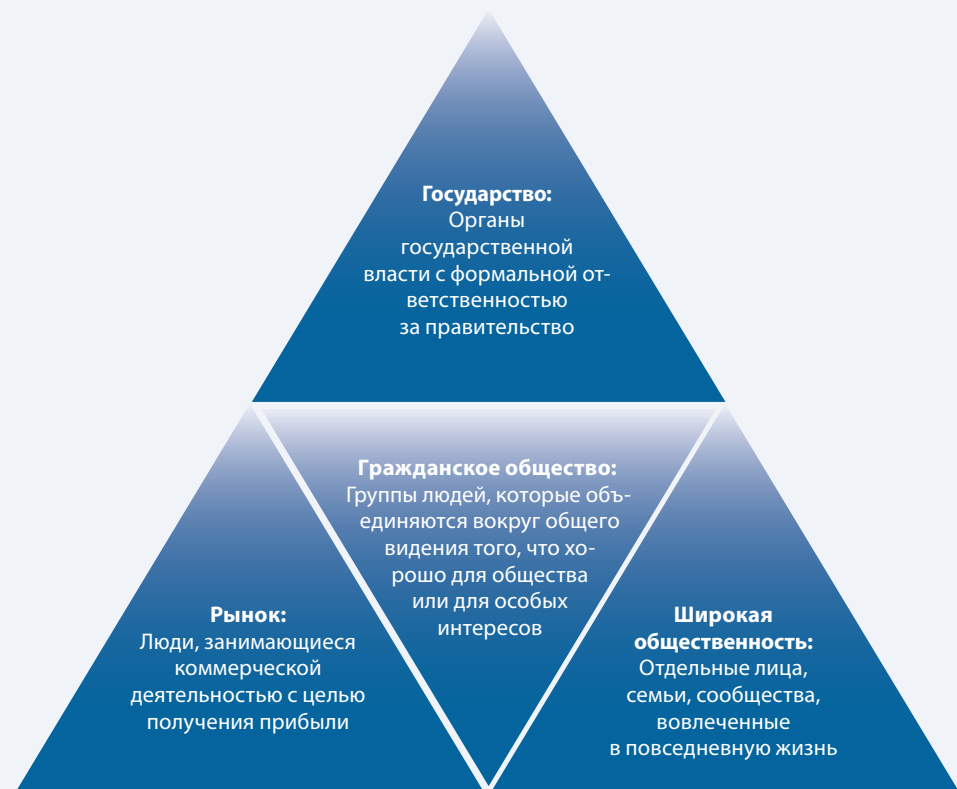 Государство:
Органы
государственной
власти с формальной от-
ветственностью
за правительство
Гражданское общество:
Группы людей, которые объ-
единяются вокруг общего
видения того, что хо-
рошо для общества
или для особых
интересов
Рынок:
Люди, занимающиеся
коммерческой
деятельностью с целью
получения прибыли
Широкая
общественность:
Отдельные лица,
семьи, сообщества,
вовлеченные
в повседневную жизнь